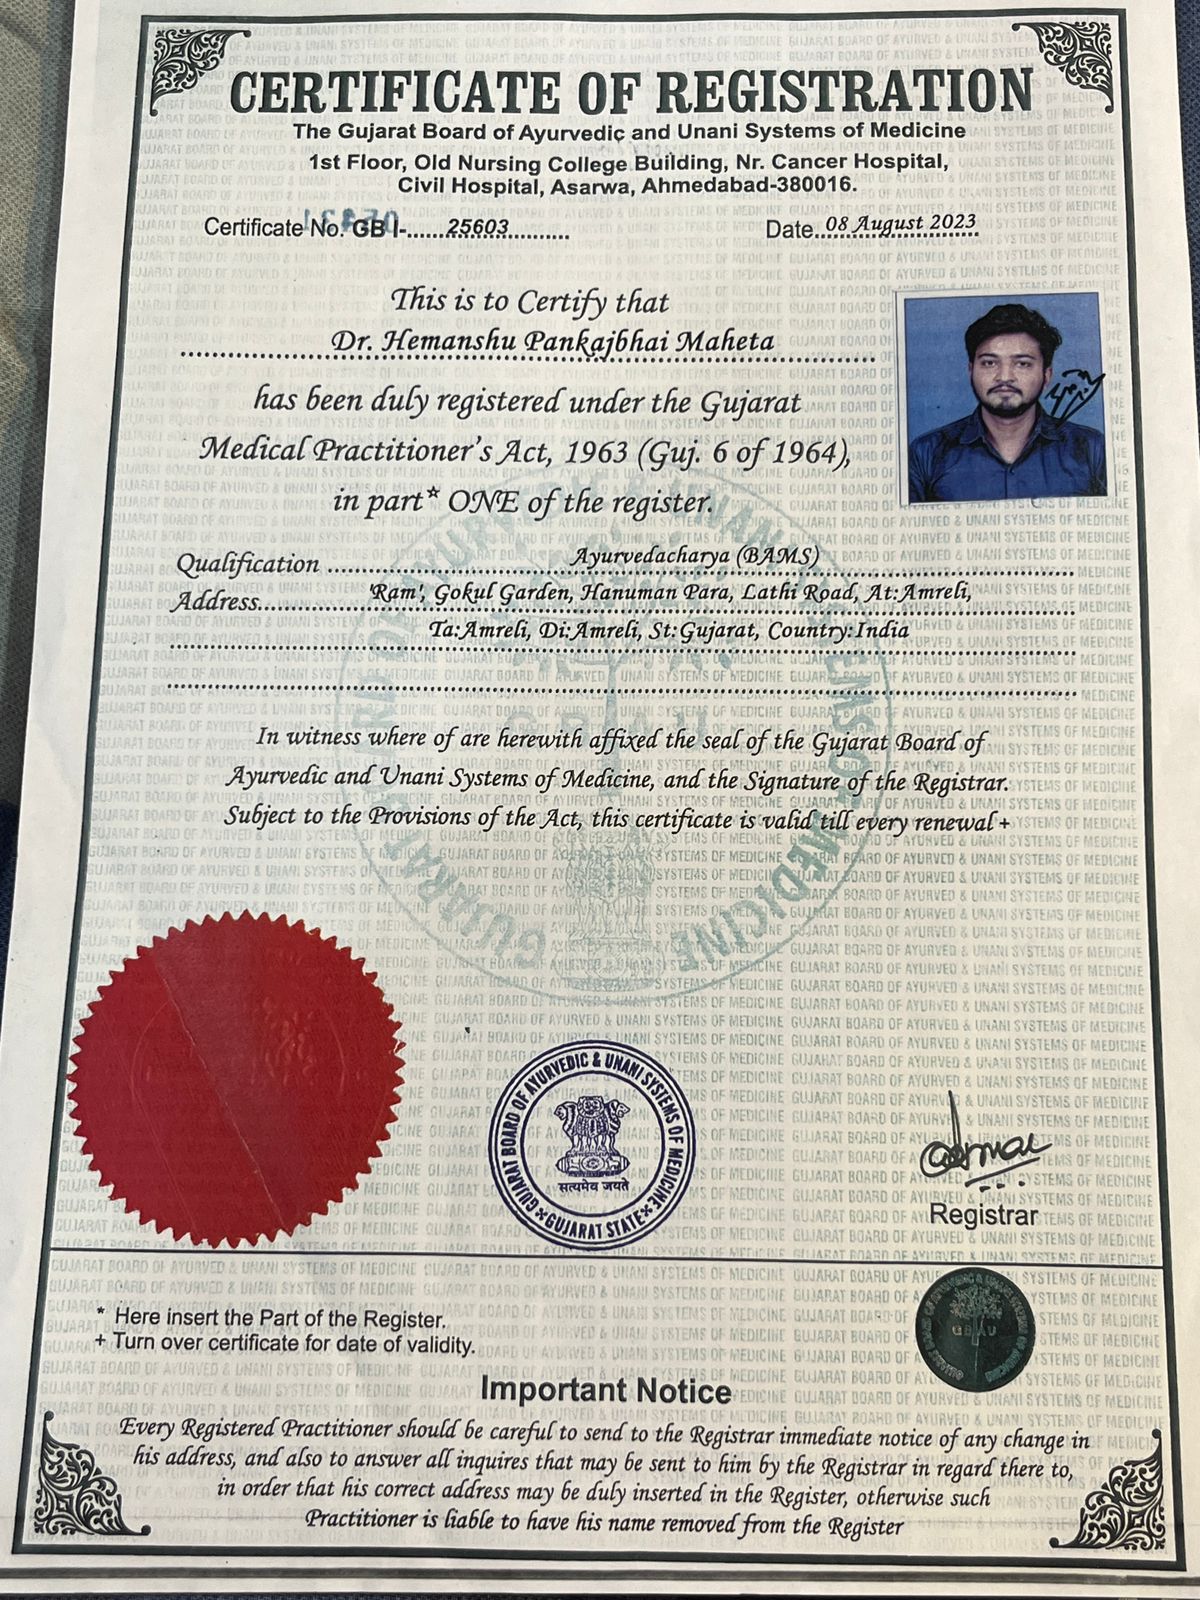 CERTIFICATE OF REGISTRATION
The Gujarat Board of Ayurvedic and Unani Systems of Medicine
1st Floor, Old Nursing College Building, Nr. Cancer Hospital,
Civil Hospital, Asarwa, Ahmedabad-380016.
Certificate No. GB I-.......25603..........
Date..08 August 2023
This is to Certify that
Dr. Hemanshu Pankajbhai Maheta
has been duly registered under the Gujarat
Medical Practitioner's Act, 1963 (Guj. 6 of 1964),
in part* ONE of the register.
Qualification Ayurvedacharya (BAMS)
Address 'Ram', Gokul Garden, Hanuman Para, Lathi Road, At:Amreli,
Ta:Amreli, Di:Amreli, St:Gujarat, Country:India
In witness where of are herewith affixed the seal of the Gujarat Board of
Ayurvedic and Unani Systems of Medicine, and the Signature of the Registrar.
Subject to the Provisions of the Act, this certificate is valid till every renewal+
GUJARAT BOARD OF AYURVEDIC & UNANI SYSTEMS OF MEDICINE
सत्यमेव जयते
GUJARAT STATE
Registrar
* Here insert the Part of the Register.
+ Turn over certificate for date of validity.
Important Notice
Every Registered Practitioner should be careful to send to the Registrar immediate notice of any change in
his address, and also to answer all inquires that may be sent to him by the Registrar in regard there to,
in order that his correct address may be duly inserted in the Register, otherwise such
Practitioner is liable to have his name removed from the Register